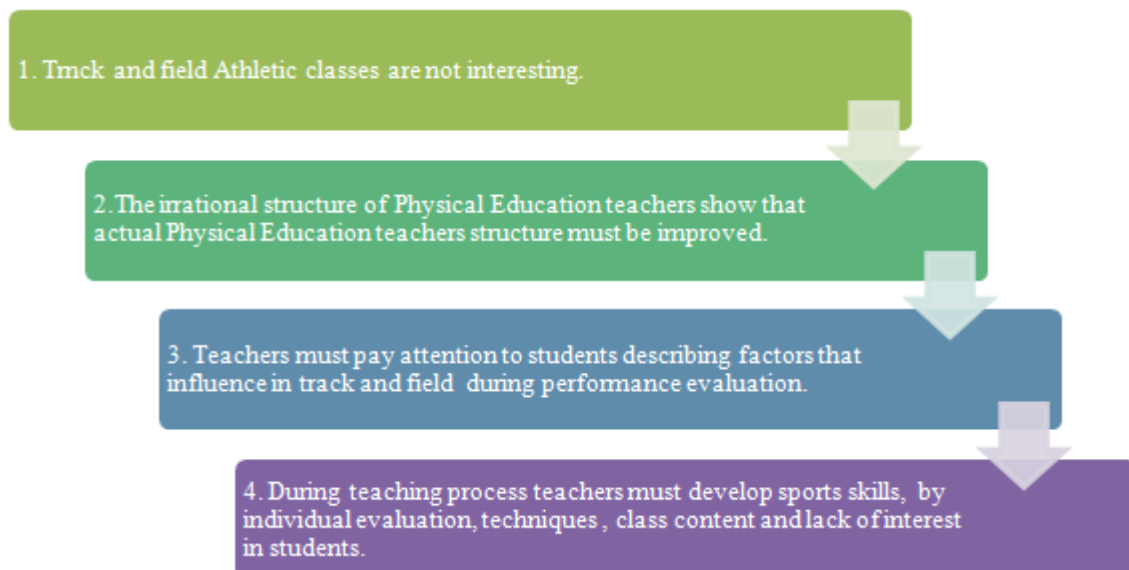 1. Tmck and field Athletic classes are not interesting.
2.The irrational structure of Physical Education teachers show that
actual Physical Education teachers structure must be improved.
3. Teachers must pay attention to students describing factors that
influence in track and field during performance evaluation.
4. During teaching process teachers must develop sports skills, by
individual evaluation, techniques , class content and lack of interest
in students.